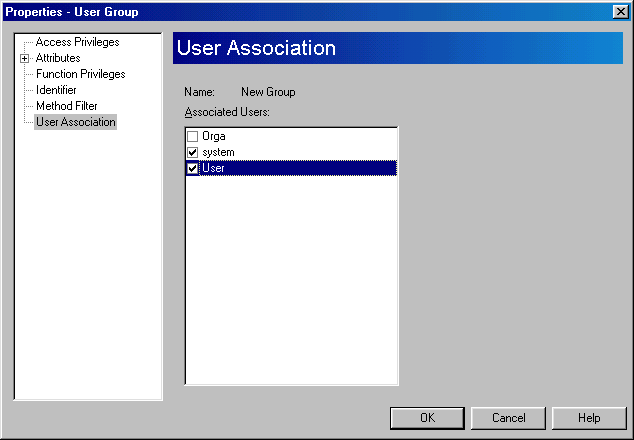 Properties - User Group
Access Privileges
Attributes
Function Privileges
Identifier
Method Filter
User Association
User Association
Name: New Group
Associated Users:
Orga
system
User
OK Cancel Help